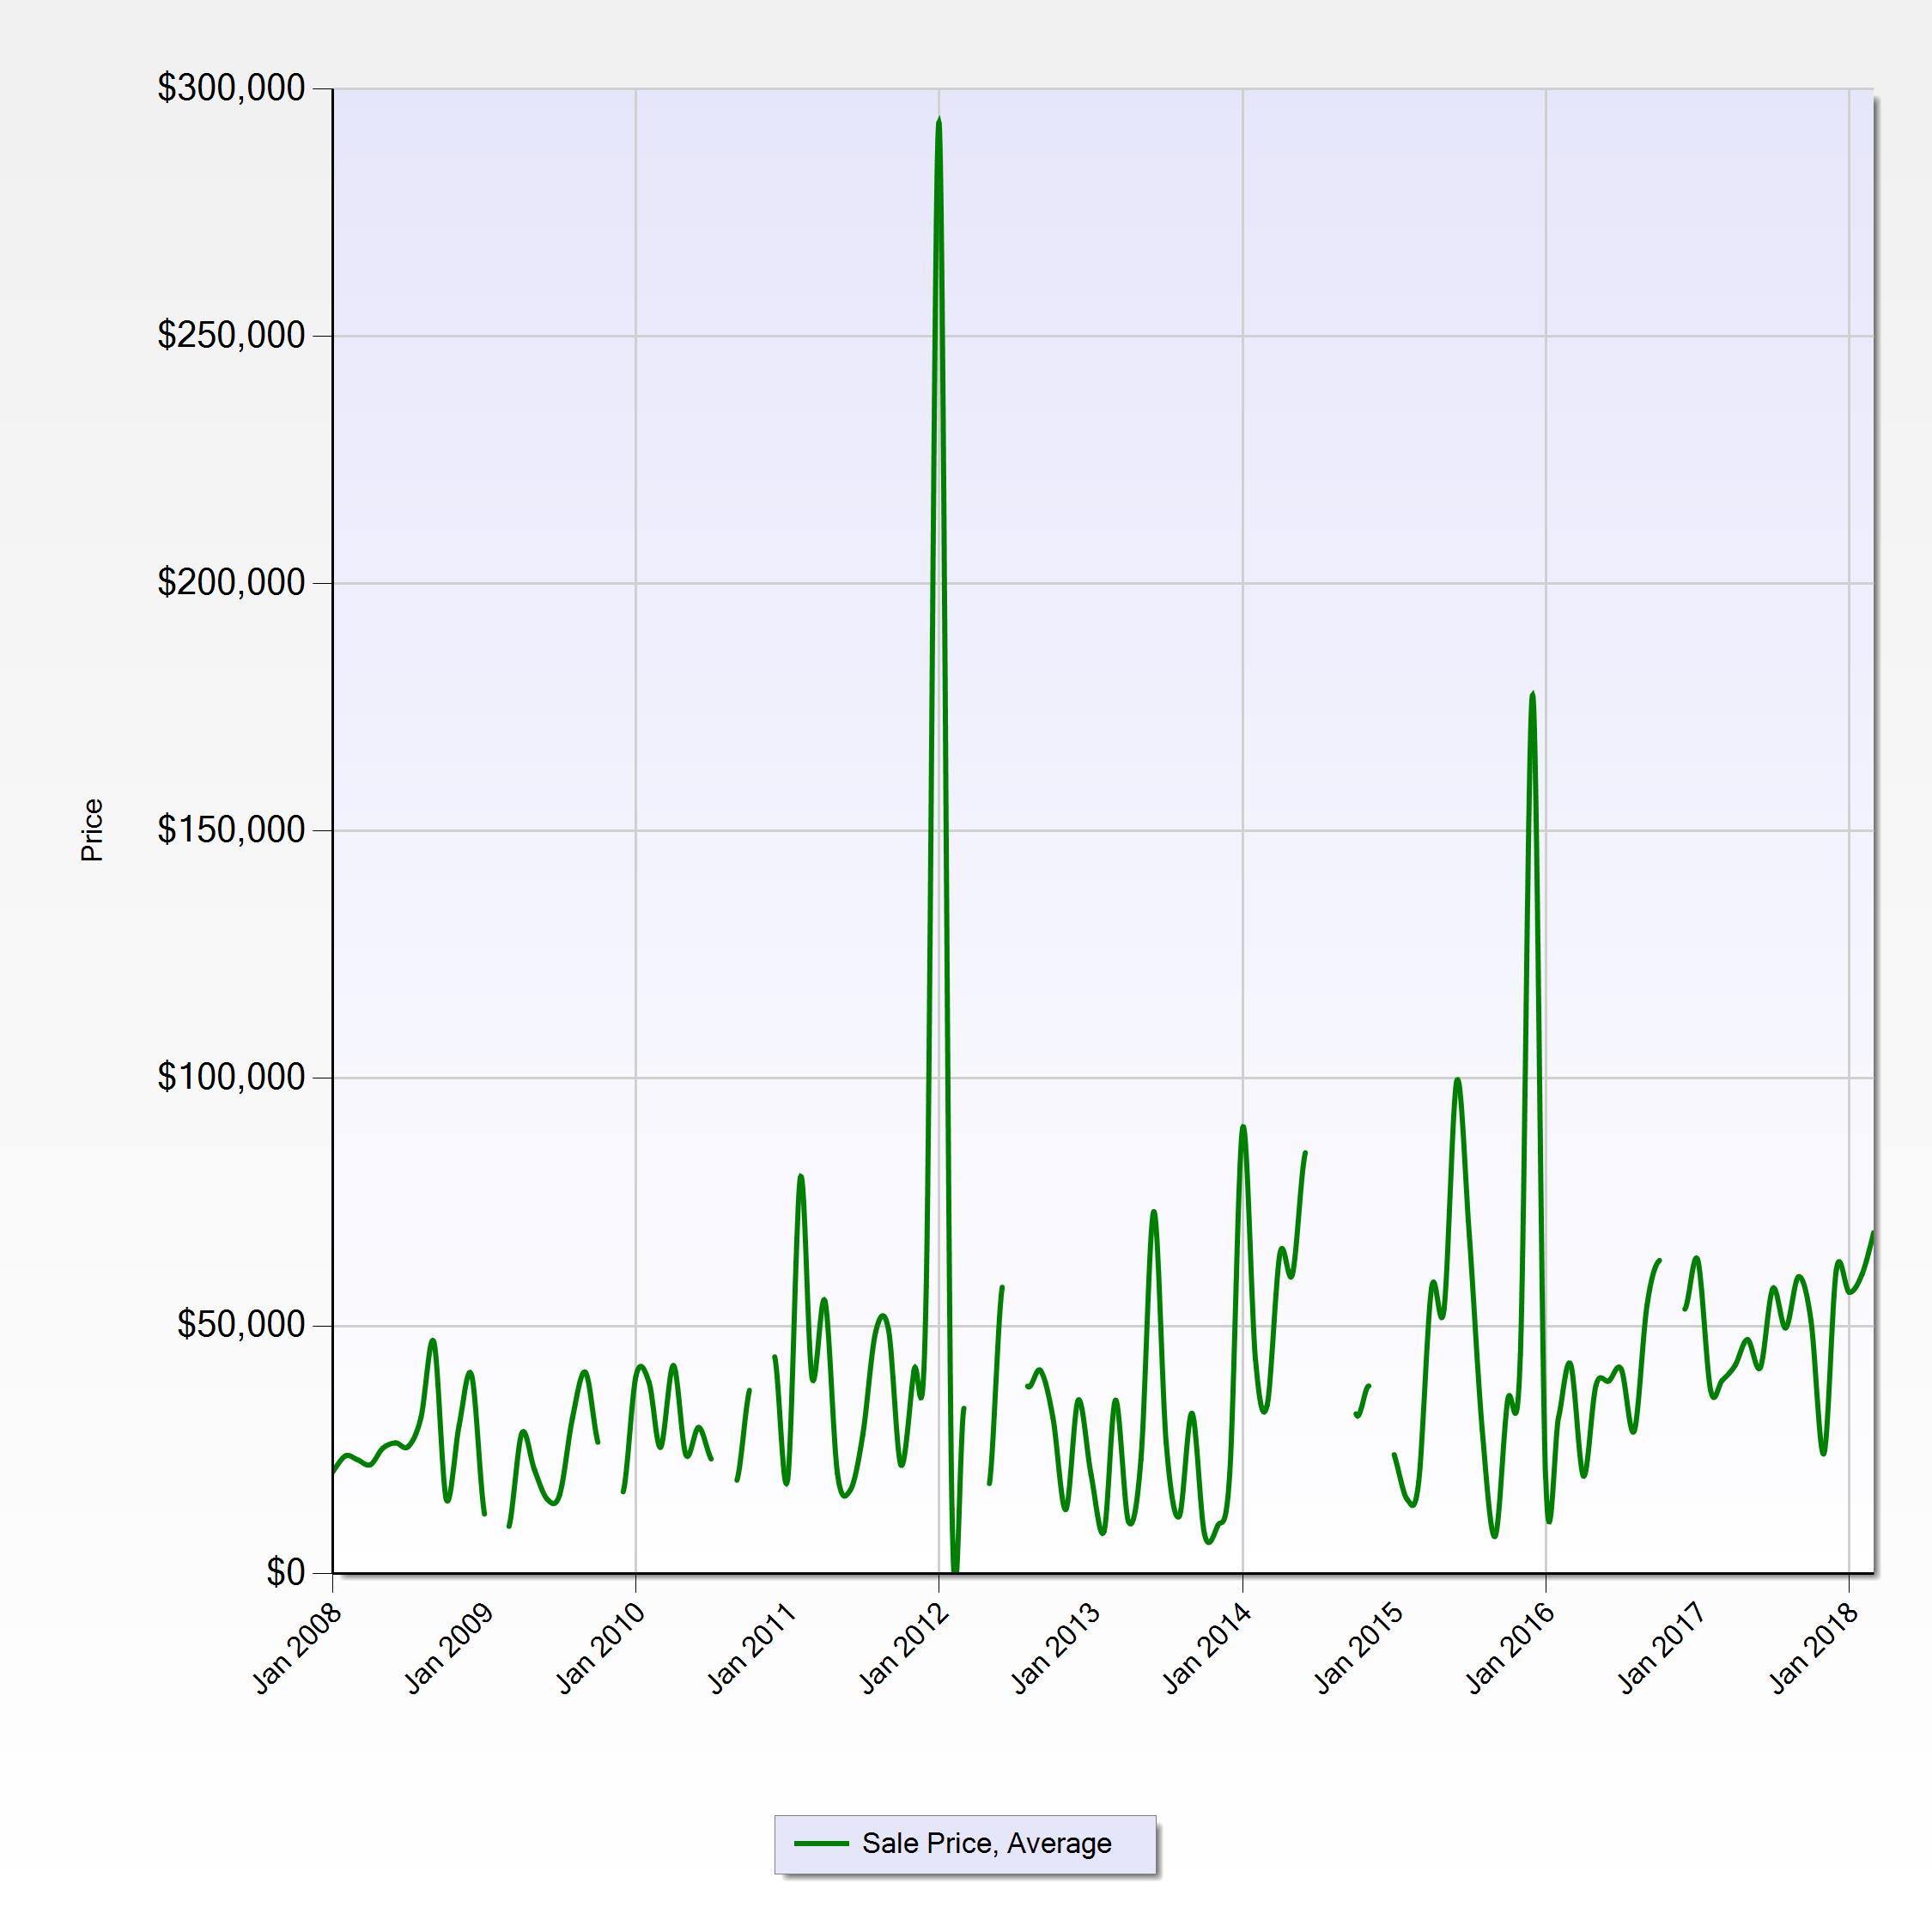 $300,000
$250,000
$200,000
$150,000
$100,000
$50,000
$0
Price
Jan 2008
Jan 2009
Jan 2010
Jan 2011
Jan 2012
Jan 2013
Jan 2014
Jan 2015
Jan 2016
Jan 2017
Jan 2018
Sale Price, Average